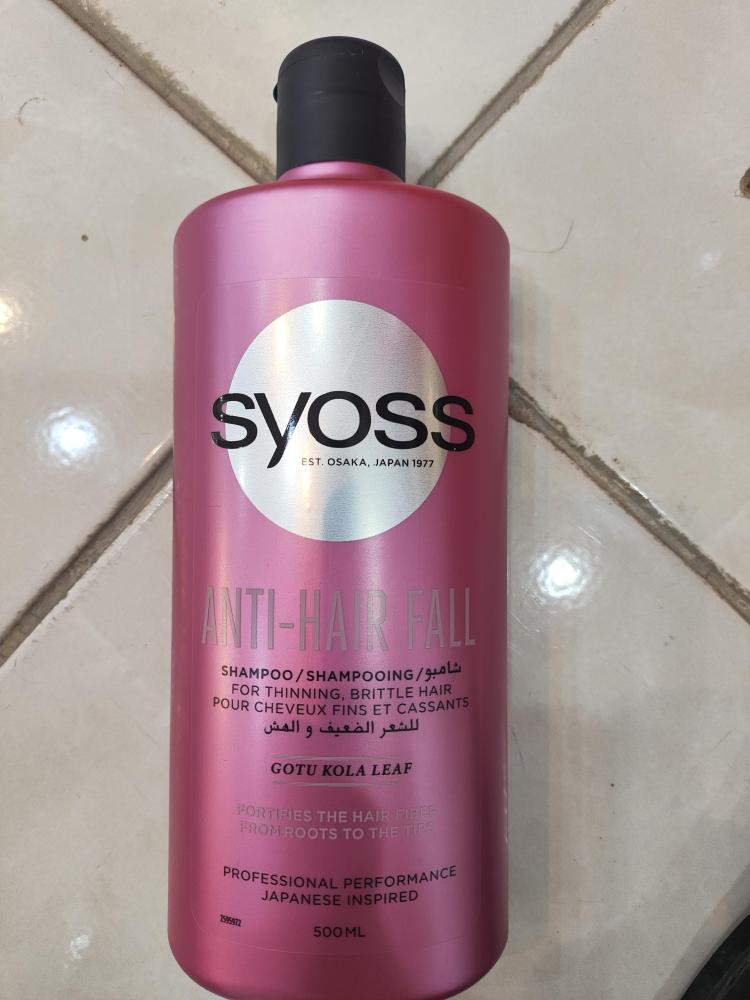 syoss
EST. OSAKA, JAPAN 1977
ANTI-HAIR FALL
SHAMPOO/SHAMPOOING/شامبو
FOR THINNING, BRITTLE HAIR
POUR CHEVEUX FINS ET CASSANTS
للشعر الضعيف و الهش
GOTU KOLA LEAF
FORTIFIES THE HAIR FIBER
FROM ROOTS TO THE TIPS
PROFESSIONAL PERFORMANCE
JAPANESE INSPIRED
2595972
500 ML